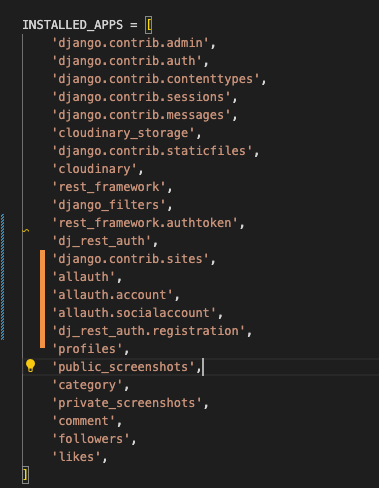 INSTALLED_APPS = [
'django.contrib.admin',
'django.contrib.auth',
'django.contrib.contenttypes',
'django.contrib.sessions',
'django.contrib.messages',
'cloudinary_storage',
'django.contrib.staticfiles',
'cloudinary',
'rest_framework',
'django_filters',
'rest_framework.authtoken',
'dj_rest_auth',
'django.contrib.sites',
'allauth',
'allauth.account',
'allauth.socialaccount',
'dj_rest_auth.registration',
'profiles',
'public_screenshots',
'category',
'private_screenshots',
'comment',
'followers',
'likes',
]